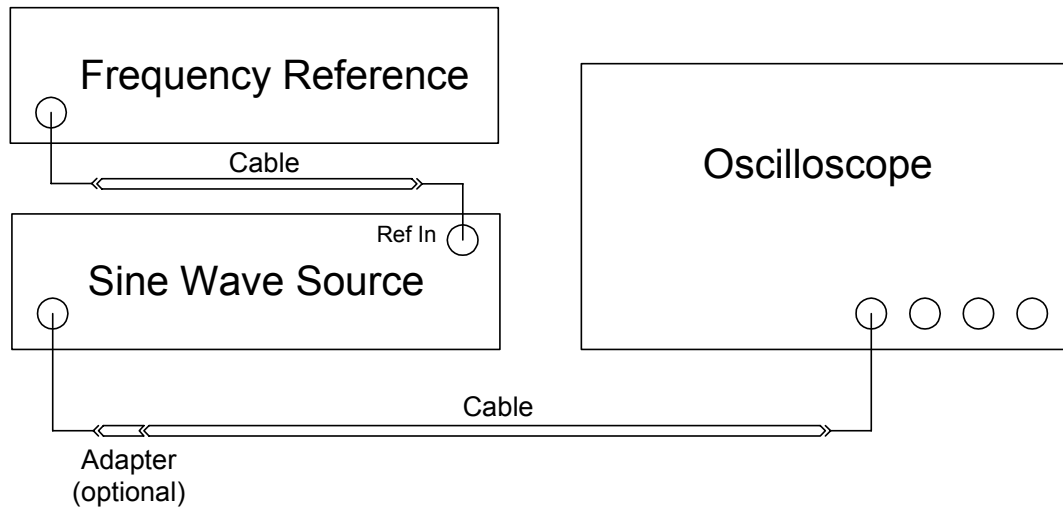 Frequency Reference
Cable
Oscilloscope
Ref In
Sine Wave Source
Cable
Adapter
(optional)